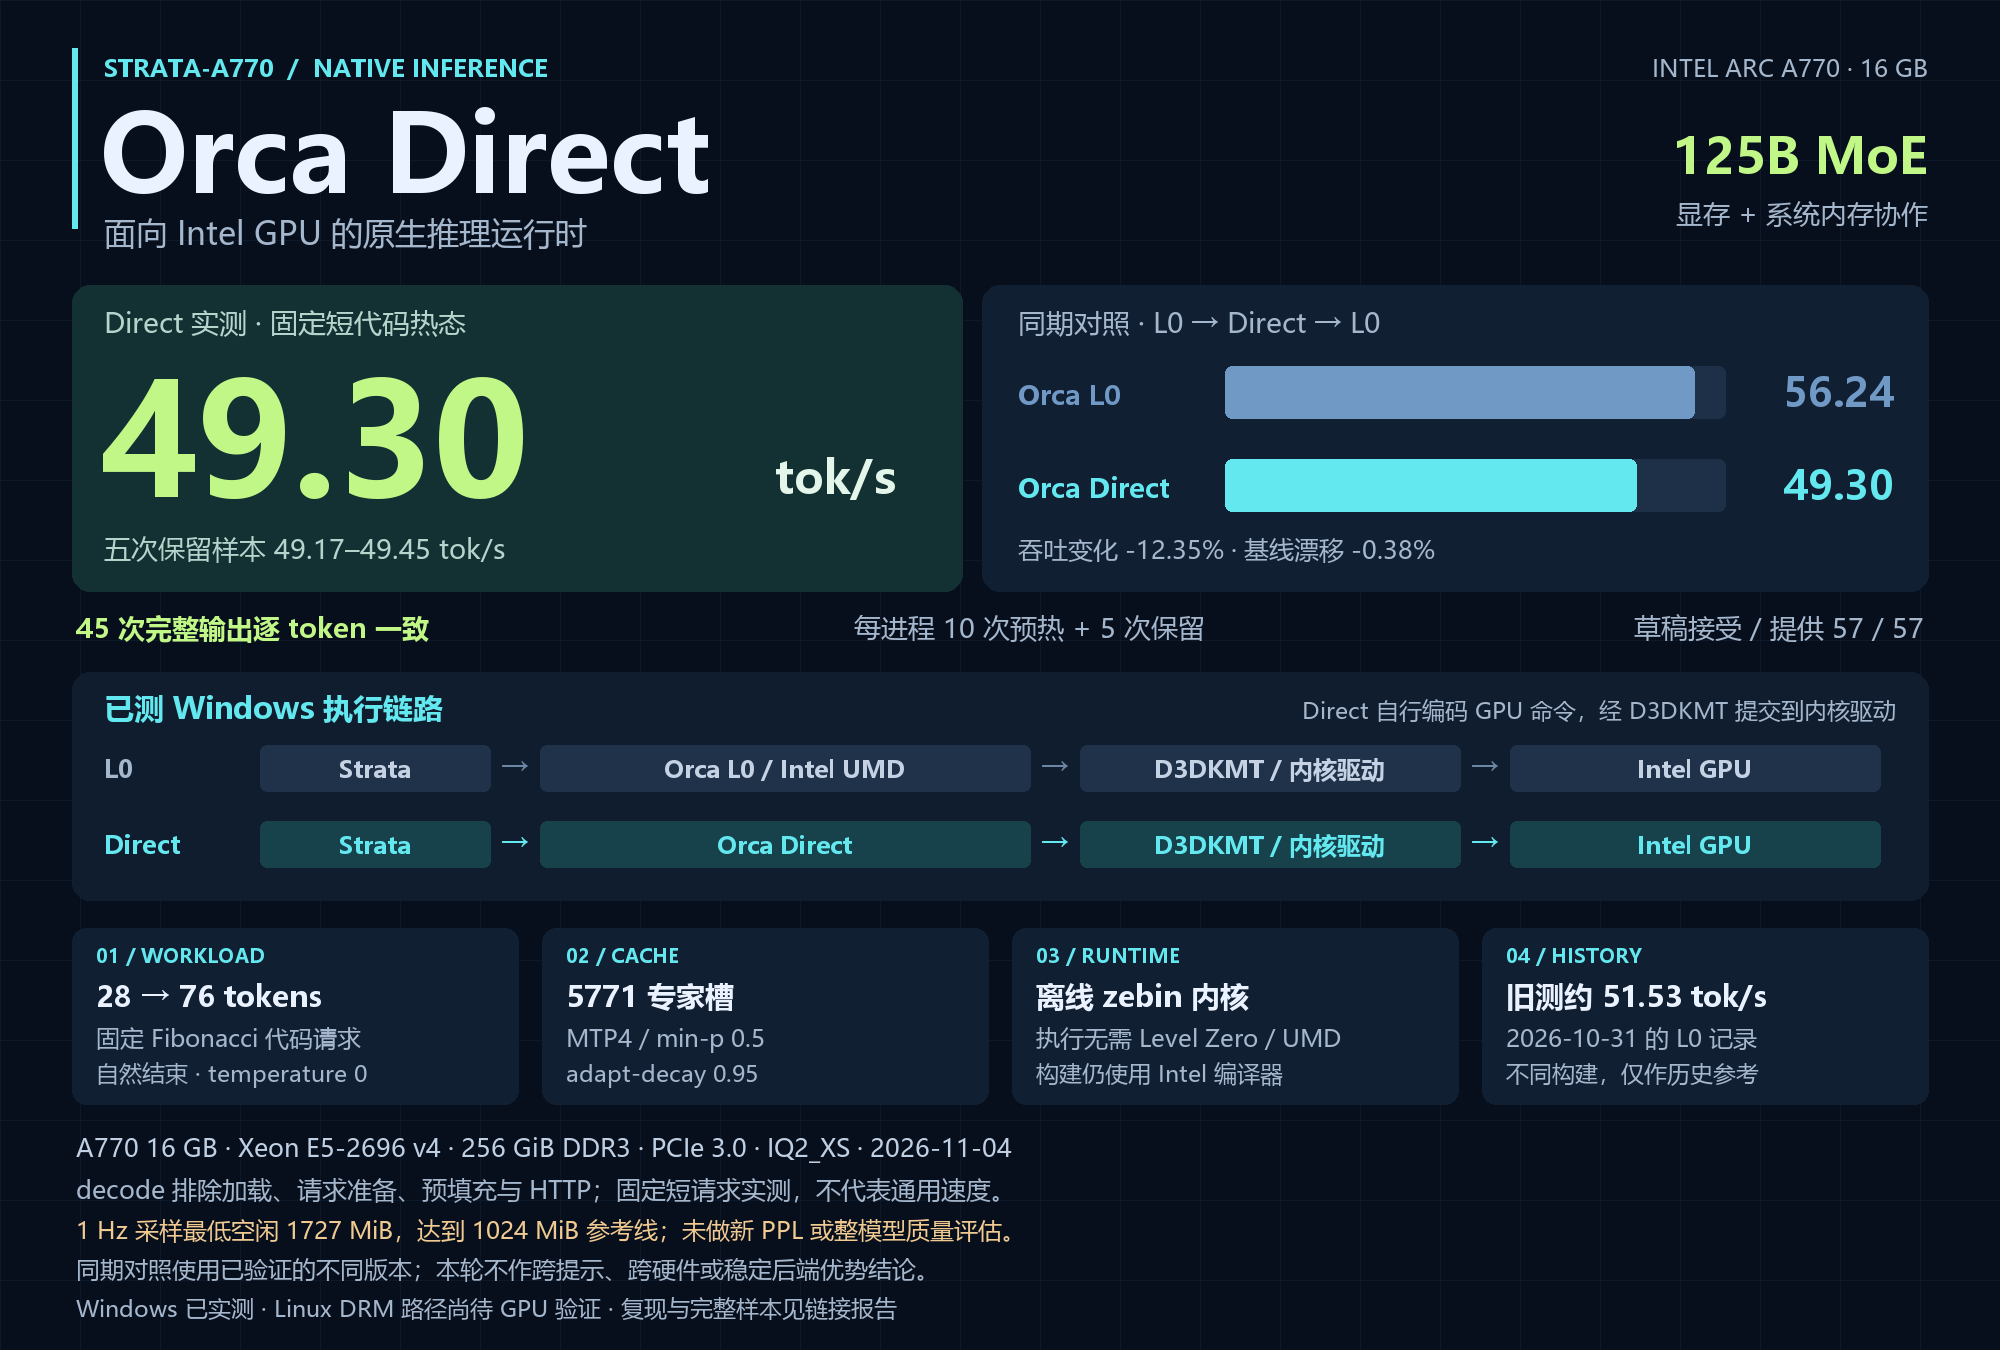 STRATA-A770 / NATIVE INFERENCE
INTEL ARC A770 · 16 GB
Orca Direct
125B MoE
面向 Intel GPU 的原生推理运行时
显存 + 系统内存协作
Direct 实测 · 固定短代码热态
49.30
tok/s
五次保留样本 49.17–49.45 tok/s
同期对照 · L0 → Direct → L0
Orca L0
56.24
Orca Direct
49.30
吞吐变化 -12.35% · 基线漂移 -0.38%
45 次完整输出逐 token 一致
每进程 10 次预热 + 5 次保留
草稿接受 / 提供 57 / 57
已测 Windows 执行链路
Direct 自行编码 GPU 命令，经 D3DKMT 提交到内核驱动
L0
Strata
→
Orca L0 / Intel UMD
→
D3DKMT / 内核驱动
→
Intel GPU
Direct
Strata
→
Orca Direct
→
D3DKMT / 内核驱动
→
Intel GPU
01 / WORKLOAD
28 → 76 tokens
固定 Fibonacci 代码请求
自然结束 · temperature 0
02 / CACHE
5771 专家槽
MTP4 / min-p 0.5
adapt-decay 0.95
03 / RUNTIME
离线 zebin 内核
执行无需 Level Zero / UMD
构建仍使用 Intel 编译器
04 / HISTORY
旧测约 51.53 tok/s
2026-10-31 的 L0 记录
不同构建，仅作历史参考
A770 16 GB · Xeon E5-2696 v4 · 256 GiB DDR3 · PCIe 3.0 · IQ2_XS · 2026-11-04
decode 排除加载、请求准备、预填充与 HTTP；固定短请求实测，不代表通用速度。
1 Hz 采样最低空闲 1727 MiB，达到 1024 MiB 参考线；未做新 PPL 或整模型质量评估。
同期对照使用已验证的不同版本；本轮不作跨提示、跨硬件或稳定后端优势结论。
Windows 已实测 · Linux DRM 路径尚待 GPU 验证 · 复现与完整样本见链接报告